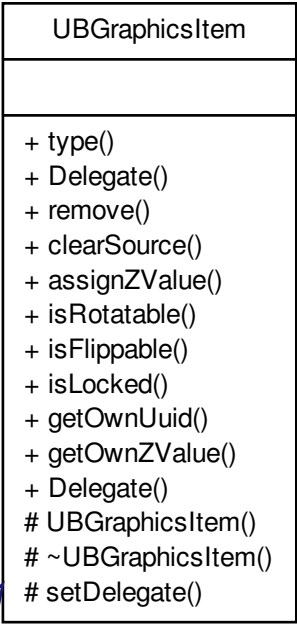 UBGraphicsItem
+ type()
+ Delegate()
+ remove()
+ clearSource()
+ assignZValue()
+ isRotatable()
+ isFlippable()
+ isLocked()
+ getOwnUuid()
+ getOwnZValue()
+ Delegate()
# UBGraphicsItem()
# ~UBGraphicsItem()
# setDelegate()